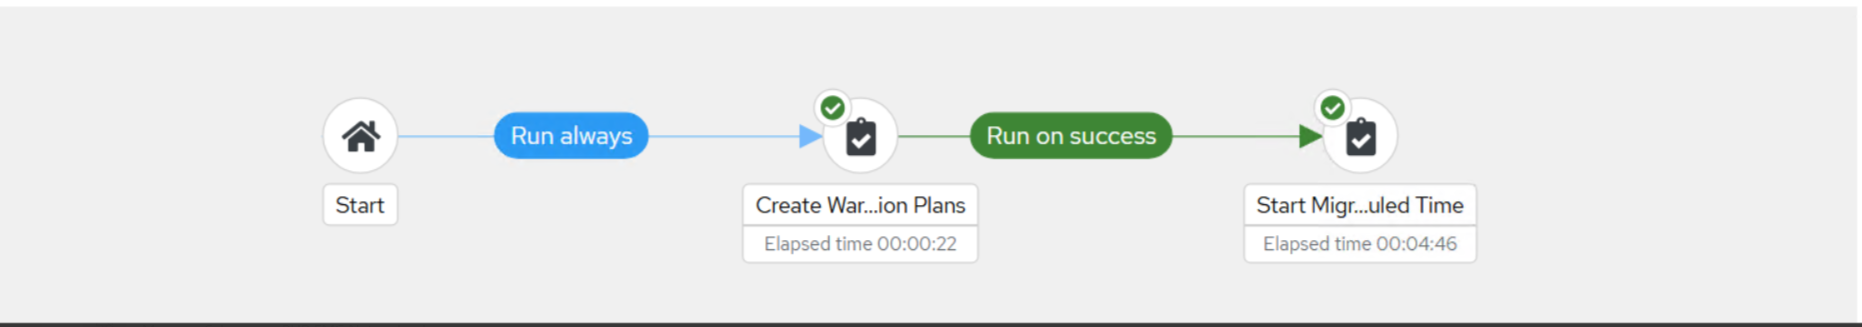 Run always
Run on success
Start
Create War...ion Plans
Start Migr...uled Time
Elapsed time 00:00:22
Elapsed time 00:04:46